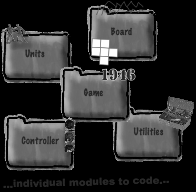 Board
Units
1946
Game
Controller
Utilities
...individual modules to code...